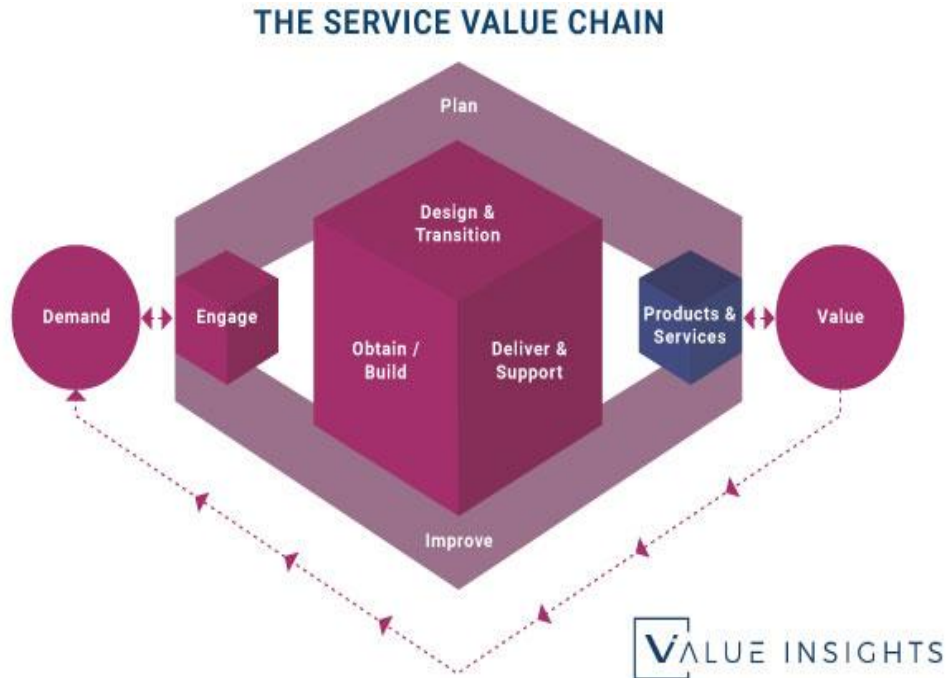 THE SERVICE VALUE CHAIN
Plan
Design &
Transition
Demand
Engage
Obtain /
Build
Deliver &
Support
Products &
Services
Value
Improve
VALUE INSIGHTS